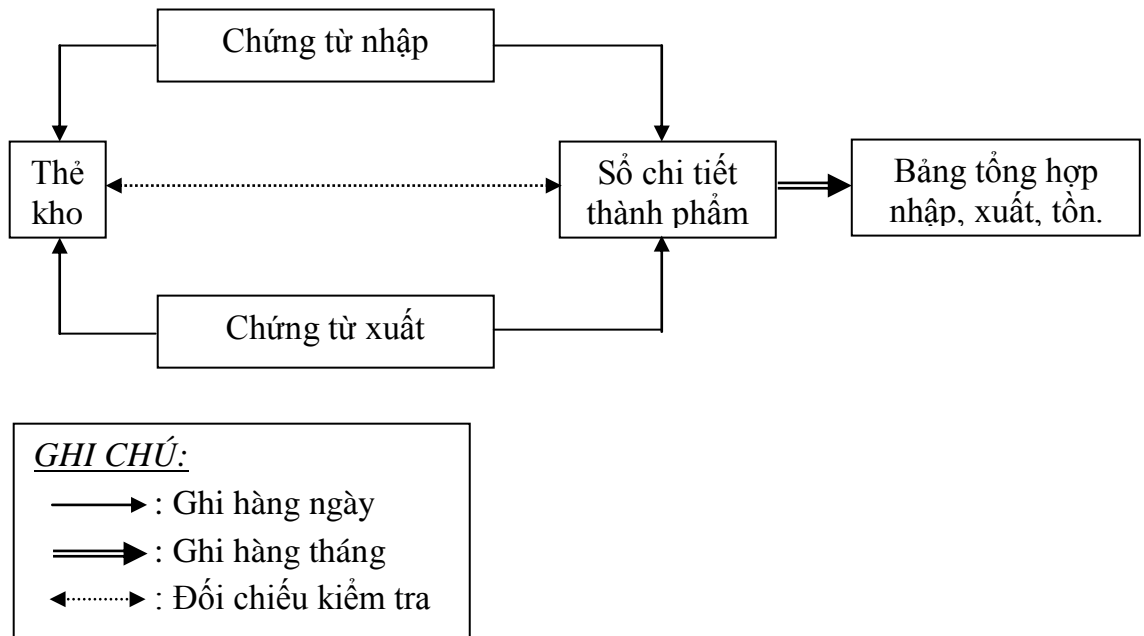 Chứng từ nhập
Thẻ
kho
Sổ chi tiết
thành phẩm
Bảng tổng hợp
nhập, xuất, tồn.
Chứng từ xuất
GHI CHÚ:
: Ghi hàng ngày
: Ghi hàng tháng
: Đối chiếu kiểm tra